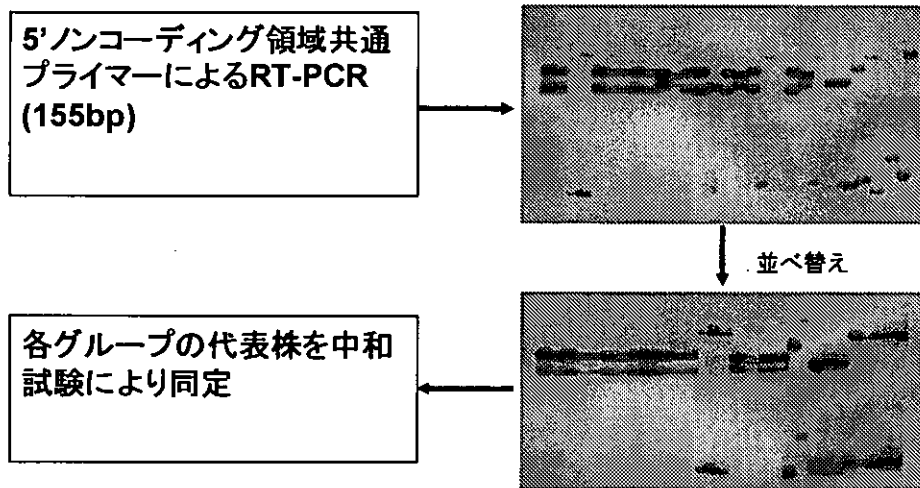 5'ノンコーディング領域共通
プライマーによるRT-PCR
(155bp)
並べ替え
各グループの代表株を中和
試験により同定